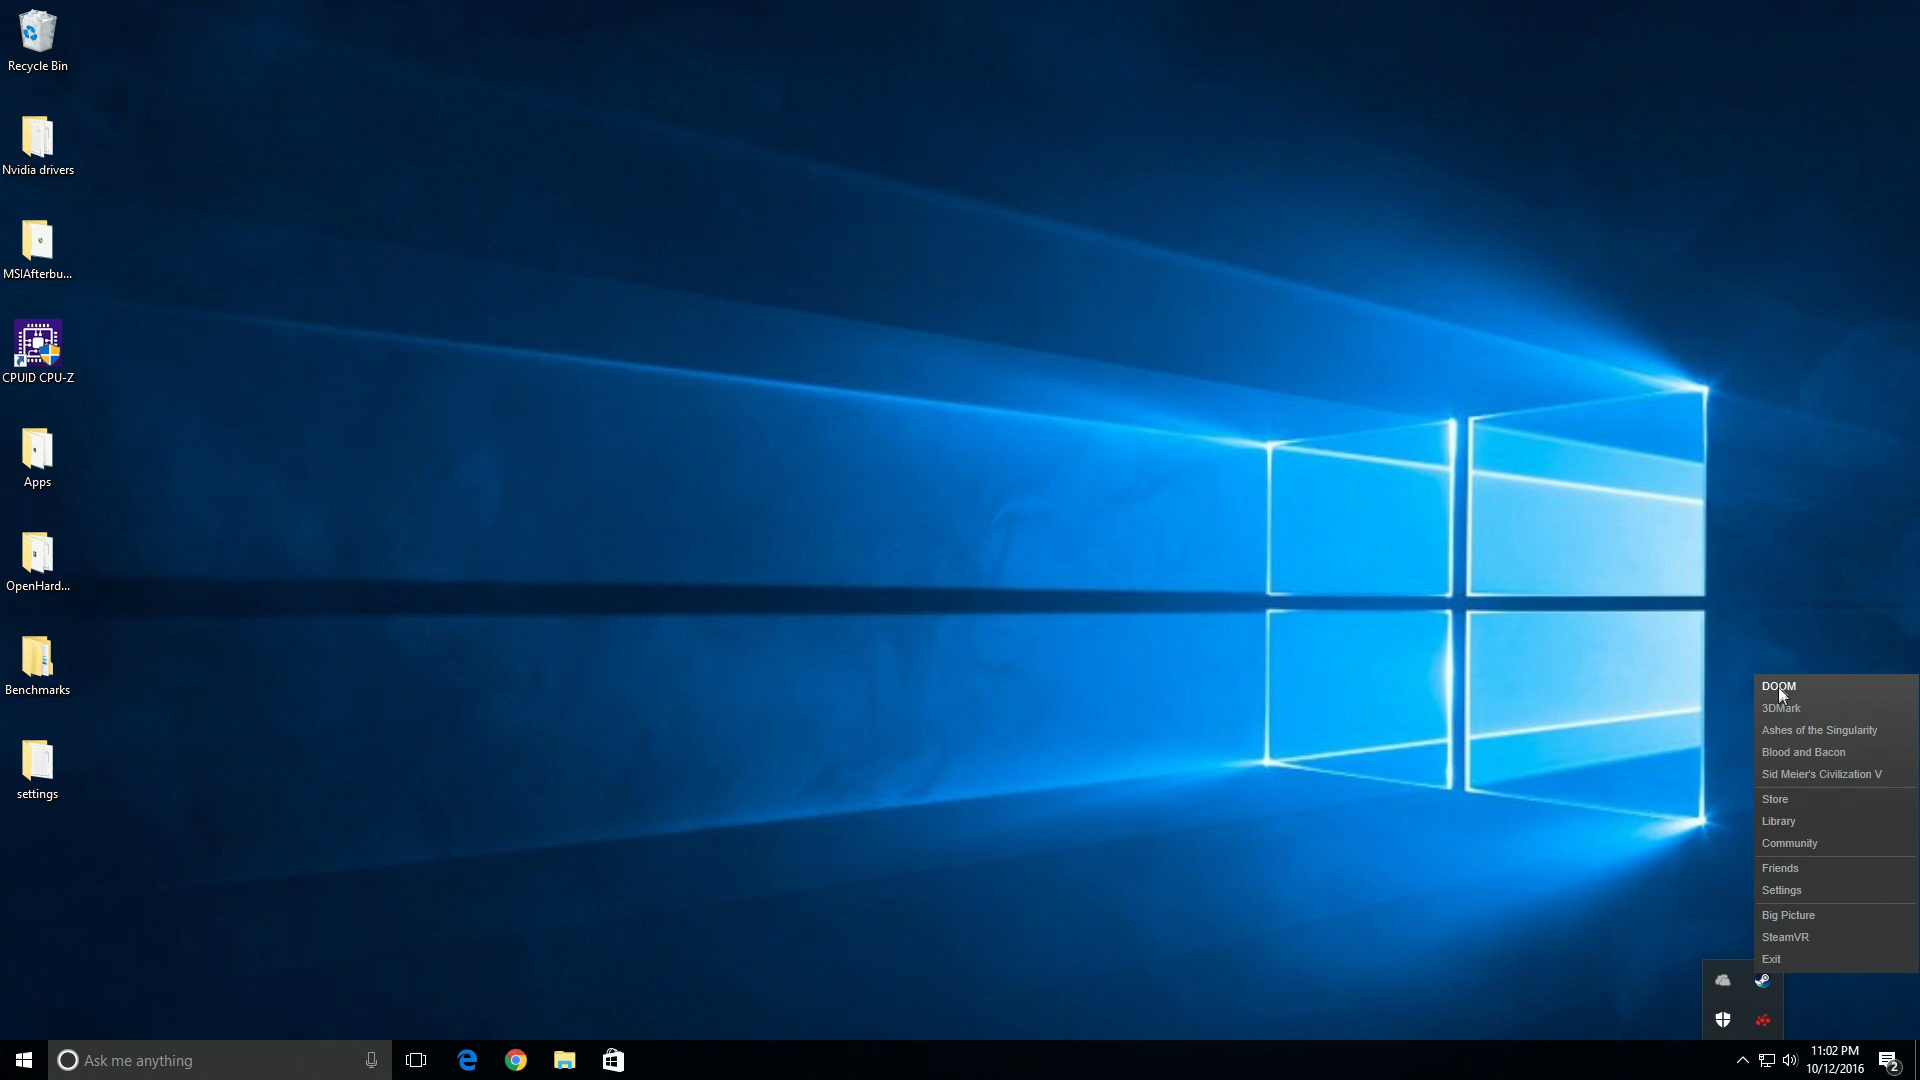 Recycle Bin
Nvidia drivers
MSIAfterbu...
CPUID CPU-Z
Apps
OpenHard...
Benchmarks
settings
DOOM
3DMark
Ashes of the Singularity
Blood and Bacon
Sid Meier's Civilization V
Store
Library
Community
Friends
Settings
Big Picture
SteamVR
Exit
Ask me anything
11:02 PM
10/12/2016
2